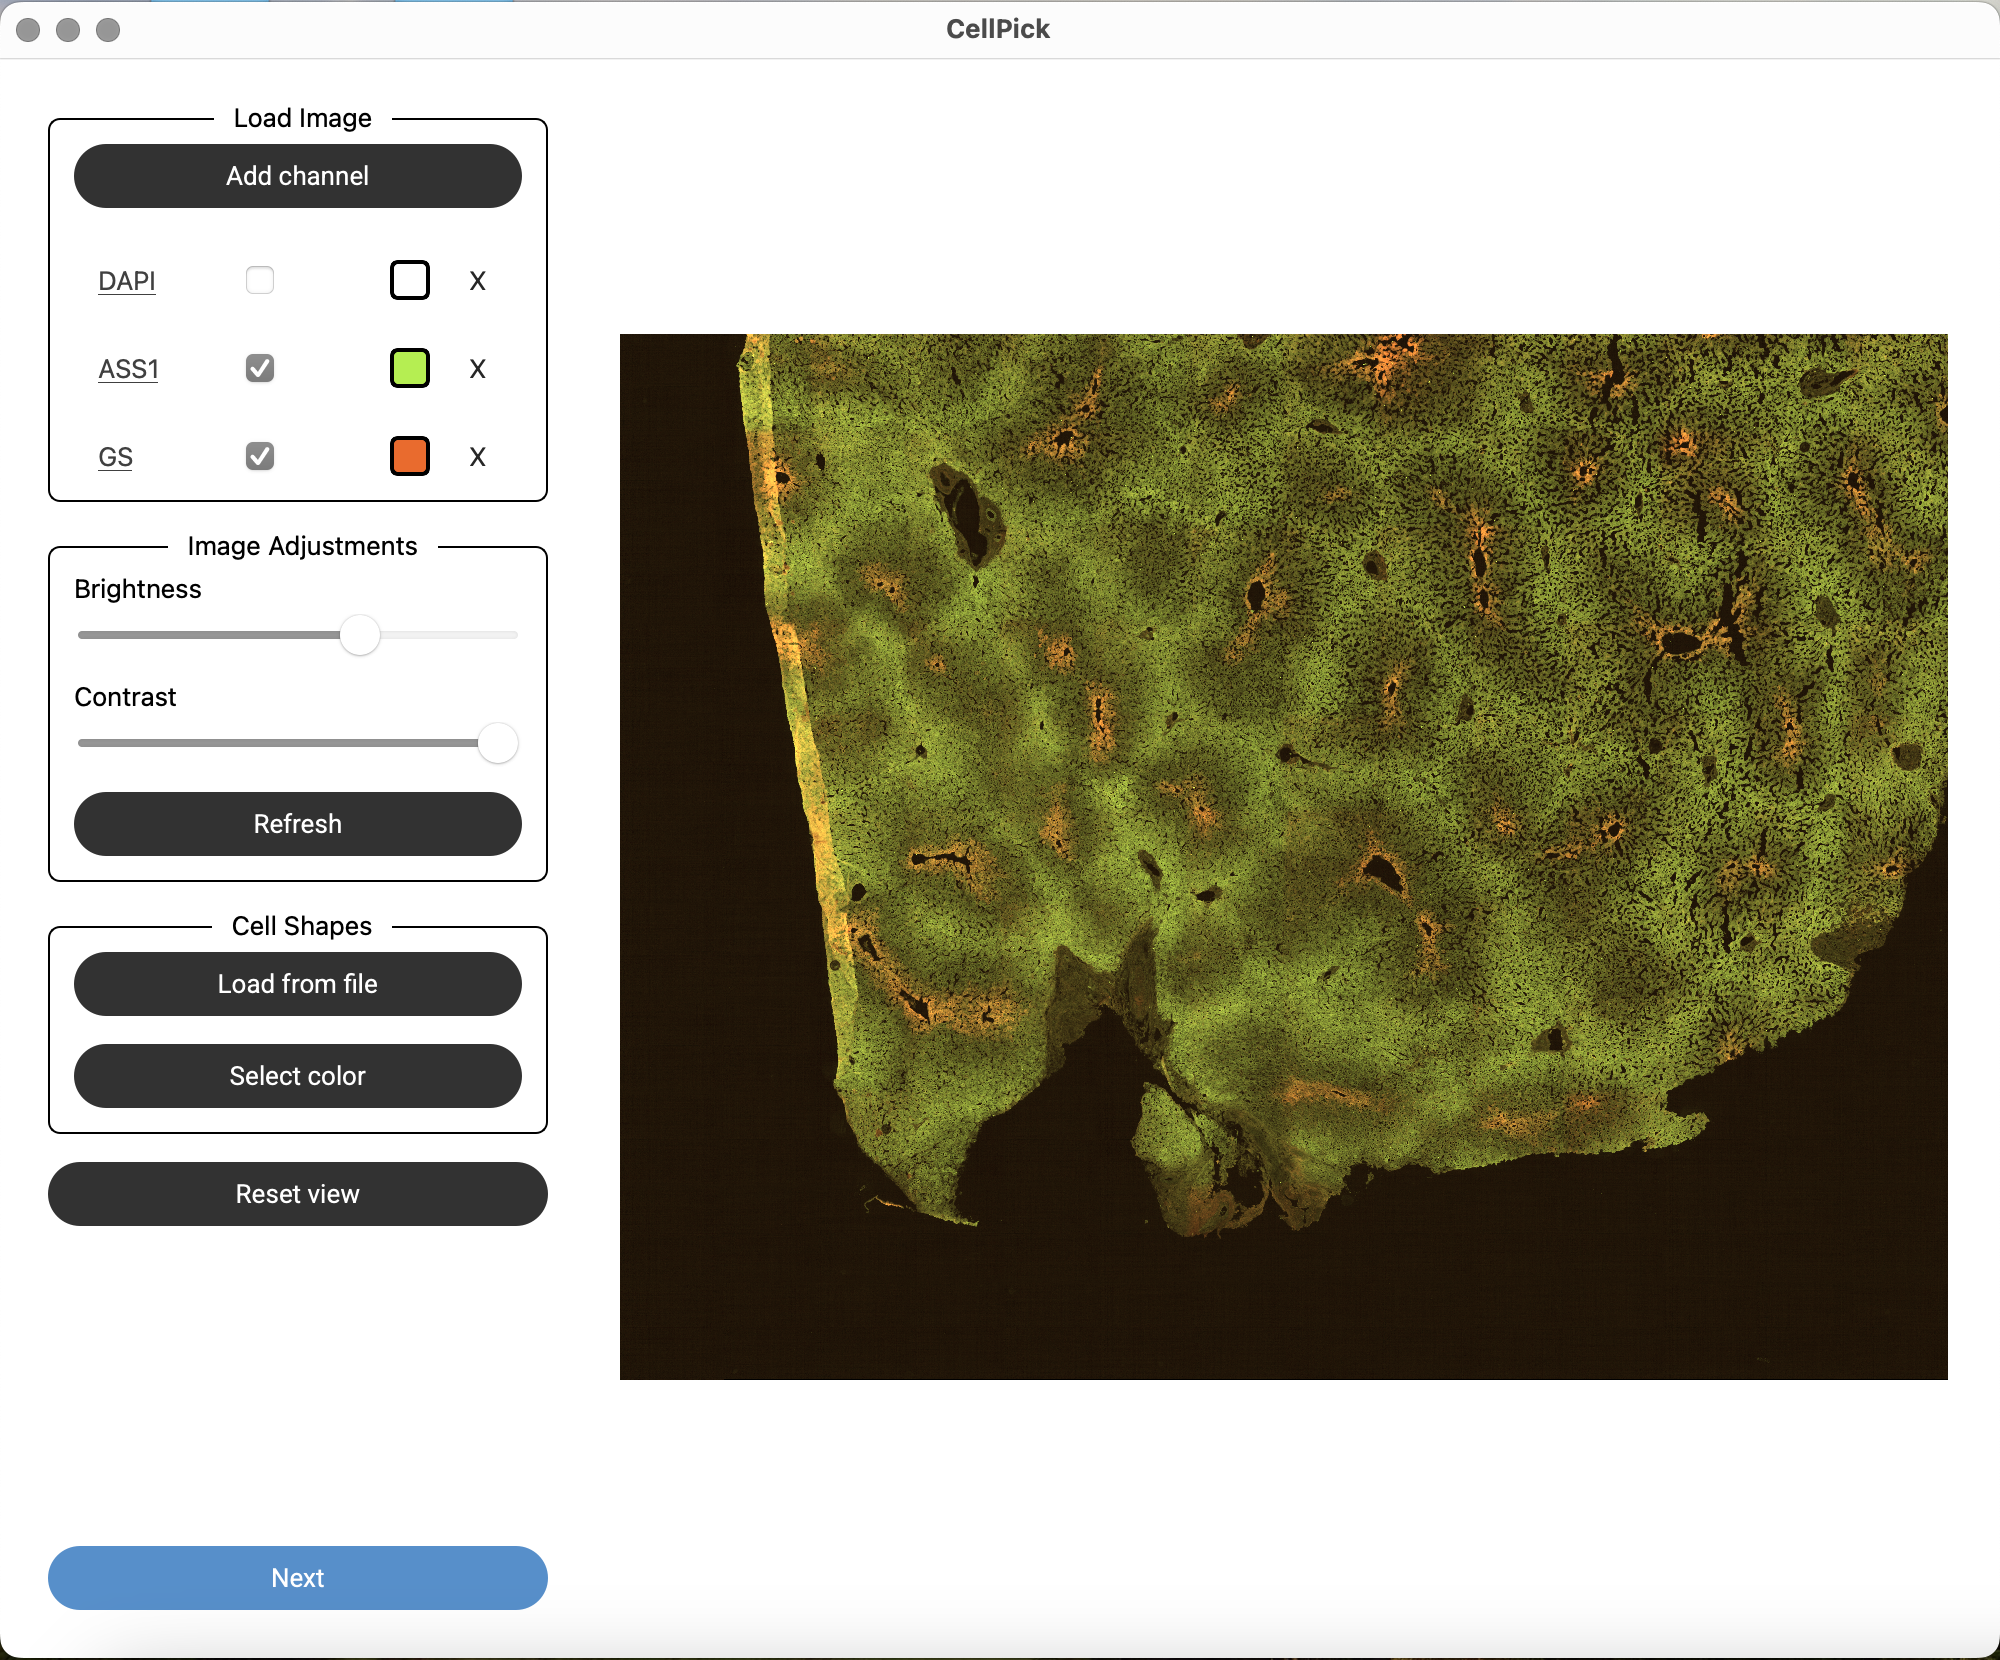 CellPick
Load Image
Add channel
DAPI X
ASS1 X
GS X
Image Adjustments
Brightness
Contrast
Refresh
Cell Shapes
Load from file
Select color
Reset view
Next